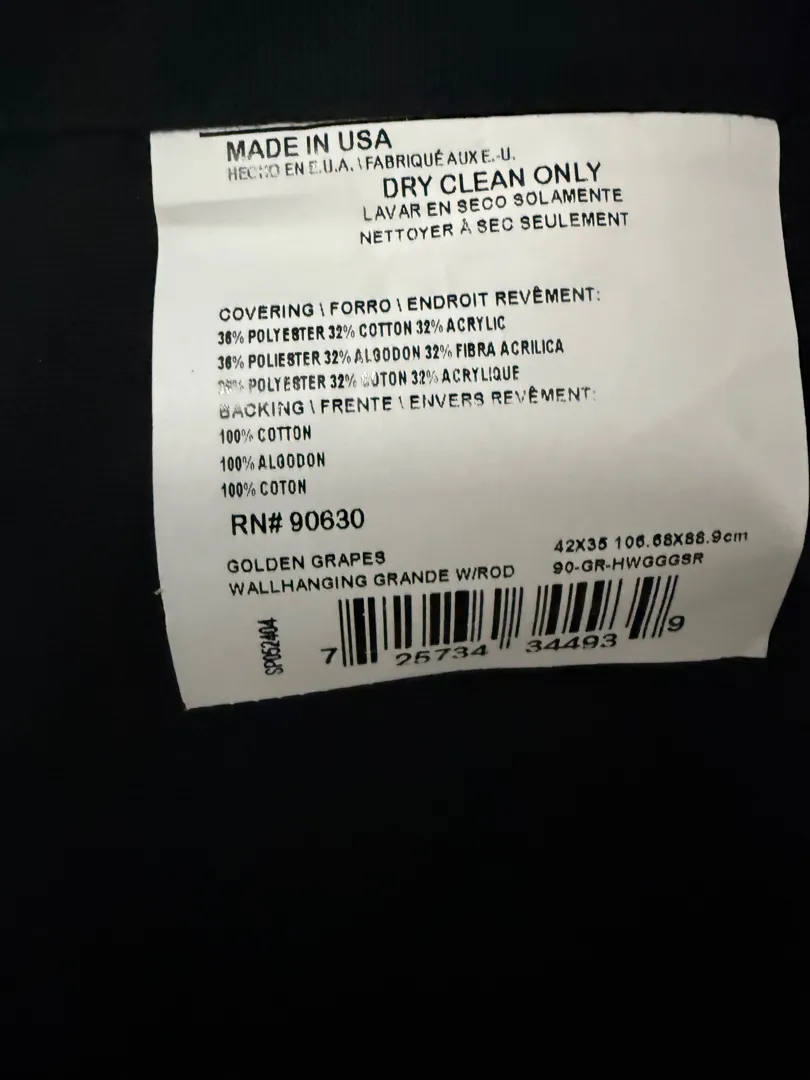 MADE IN USA
HECHO EN E.U.A. \ FABRIQUÉ AUX E.-U.
DRY CLEAN ONLY
LAVAR EN SECO SOLAMENTE
NETTOYER À SEC SEULEMENT
COVERING \ FORRO \ ENDROIT REVÊMENT:
36% POLYESTER 32% COTTON 32% ACRYLIC
36% POLIESTER 32% ALGODON 32% FIBRA ACRILICA
POLYESTER 32% COTON 32% ACRYLIQUE
BACKING \ FRENTE \ ENVERS REVÊMENT:
100% COTTON
100% ALGODON
100% COTON
RN# 90630
GOLDEN GRAPES 42X35 106.68X88.9cm
WALLHANGING GRANDE W/ROD 90-GR-HWGGGSR
SP052404
7 25734 34493 9